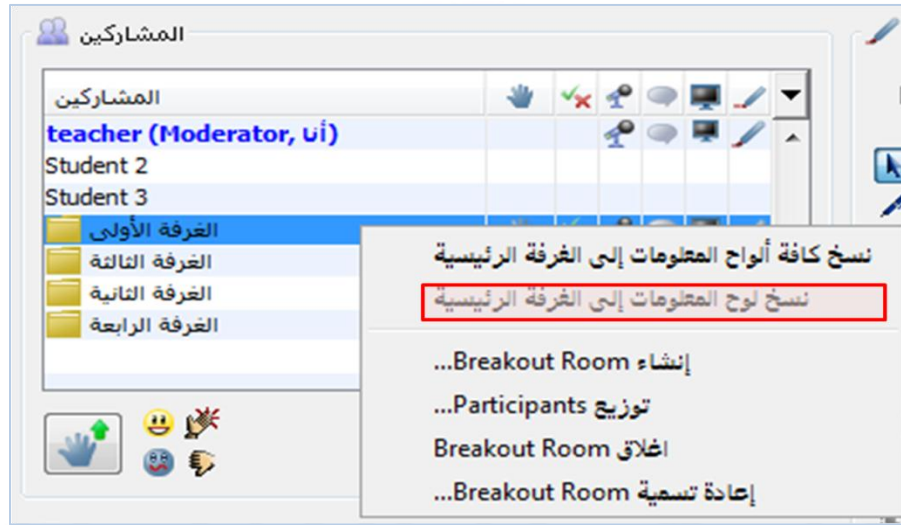 المشاركين
المشاركين
teacher (Moderator, أنا)
Student 2
Student 3
الغرفة الأولى
الغرفة الثالثة
الغرفة الثانية
الغرفة الرابعة
نسخ كافة ألواح المعلومات إلى الغرفة الرئيسية
نسخ لوح المعلومات إلى الغرفة الرئيسية
إنشاء Breakout Room...
توزيع Participants...
اغلاق Breakout Room
إعادة تسمية Breakout Room...